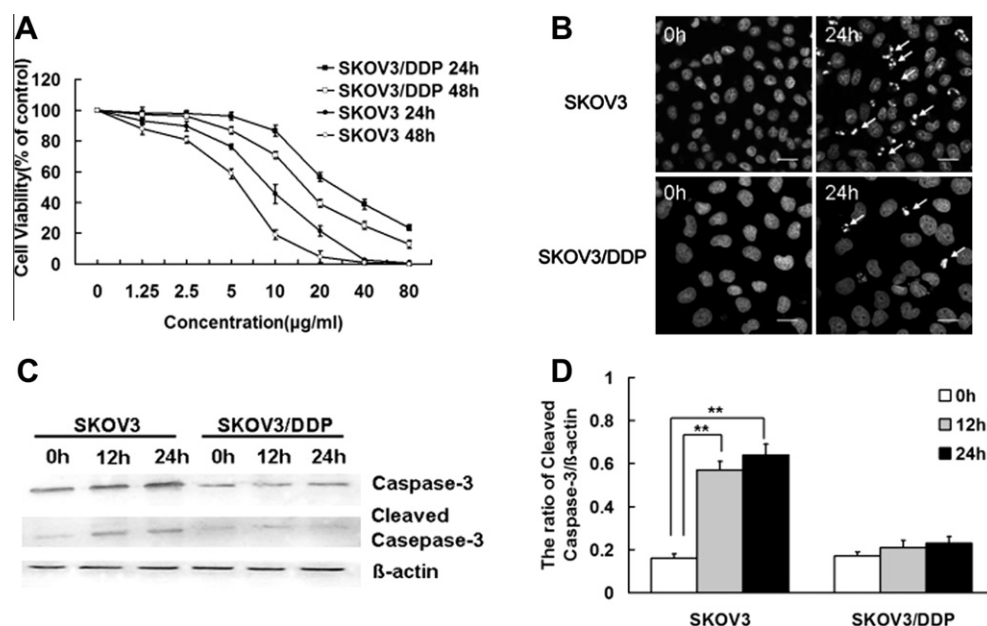 A
120
100
80
60
40
20
0
Cell Viability(% of control)
0 1.25 2.5 5 10 20 40 80
Concentration(µg/ml)
SKOV3/DDP 24h
SKOV3/DDP 48h
SKOV3 24h
SKOV3 48h
B
0h 24h
SKOV3
0h 24h
SKOV3/DDP
C
SKOV3 SKOV3/DDP
0h 12h 24h 0h 12h 24h
Caspase-3
Cleaved
Casepase-3
ß-actin
D
The ratio of Cleaved
Caspase-3/ß-actin
1
0.8
0.6
0.4
0.2
0
**
**
0h
12h
24h
SKOV3 SKOV3/DDP